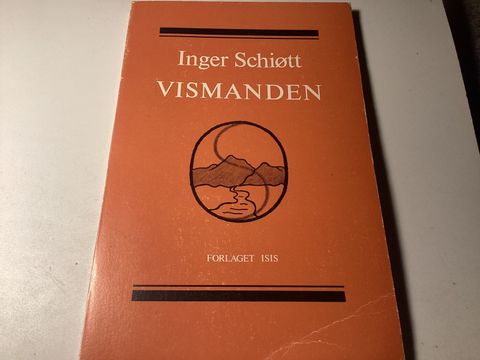 Inger Schiøtt
VISMANDEN
FORLAGET ISIS